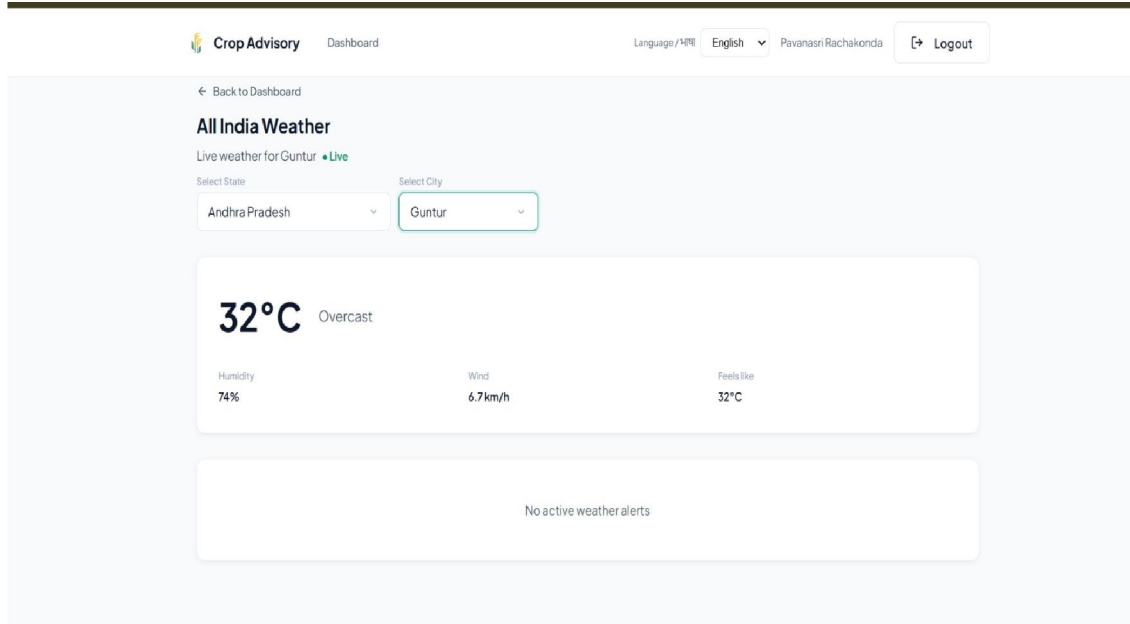 Crop Advisory Dashboard Language / भाषा English Pavanasri Rachakonda Logout
Back to Dashboard
All India Weather
Live weather for Guntur • Live
Select State Select City
Andhra Pradesh Guntur
32°C Overcast
Humidity Wind Feels like
74% 6.7 km/h 32°C
No active weather alerts